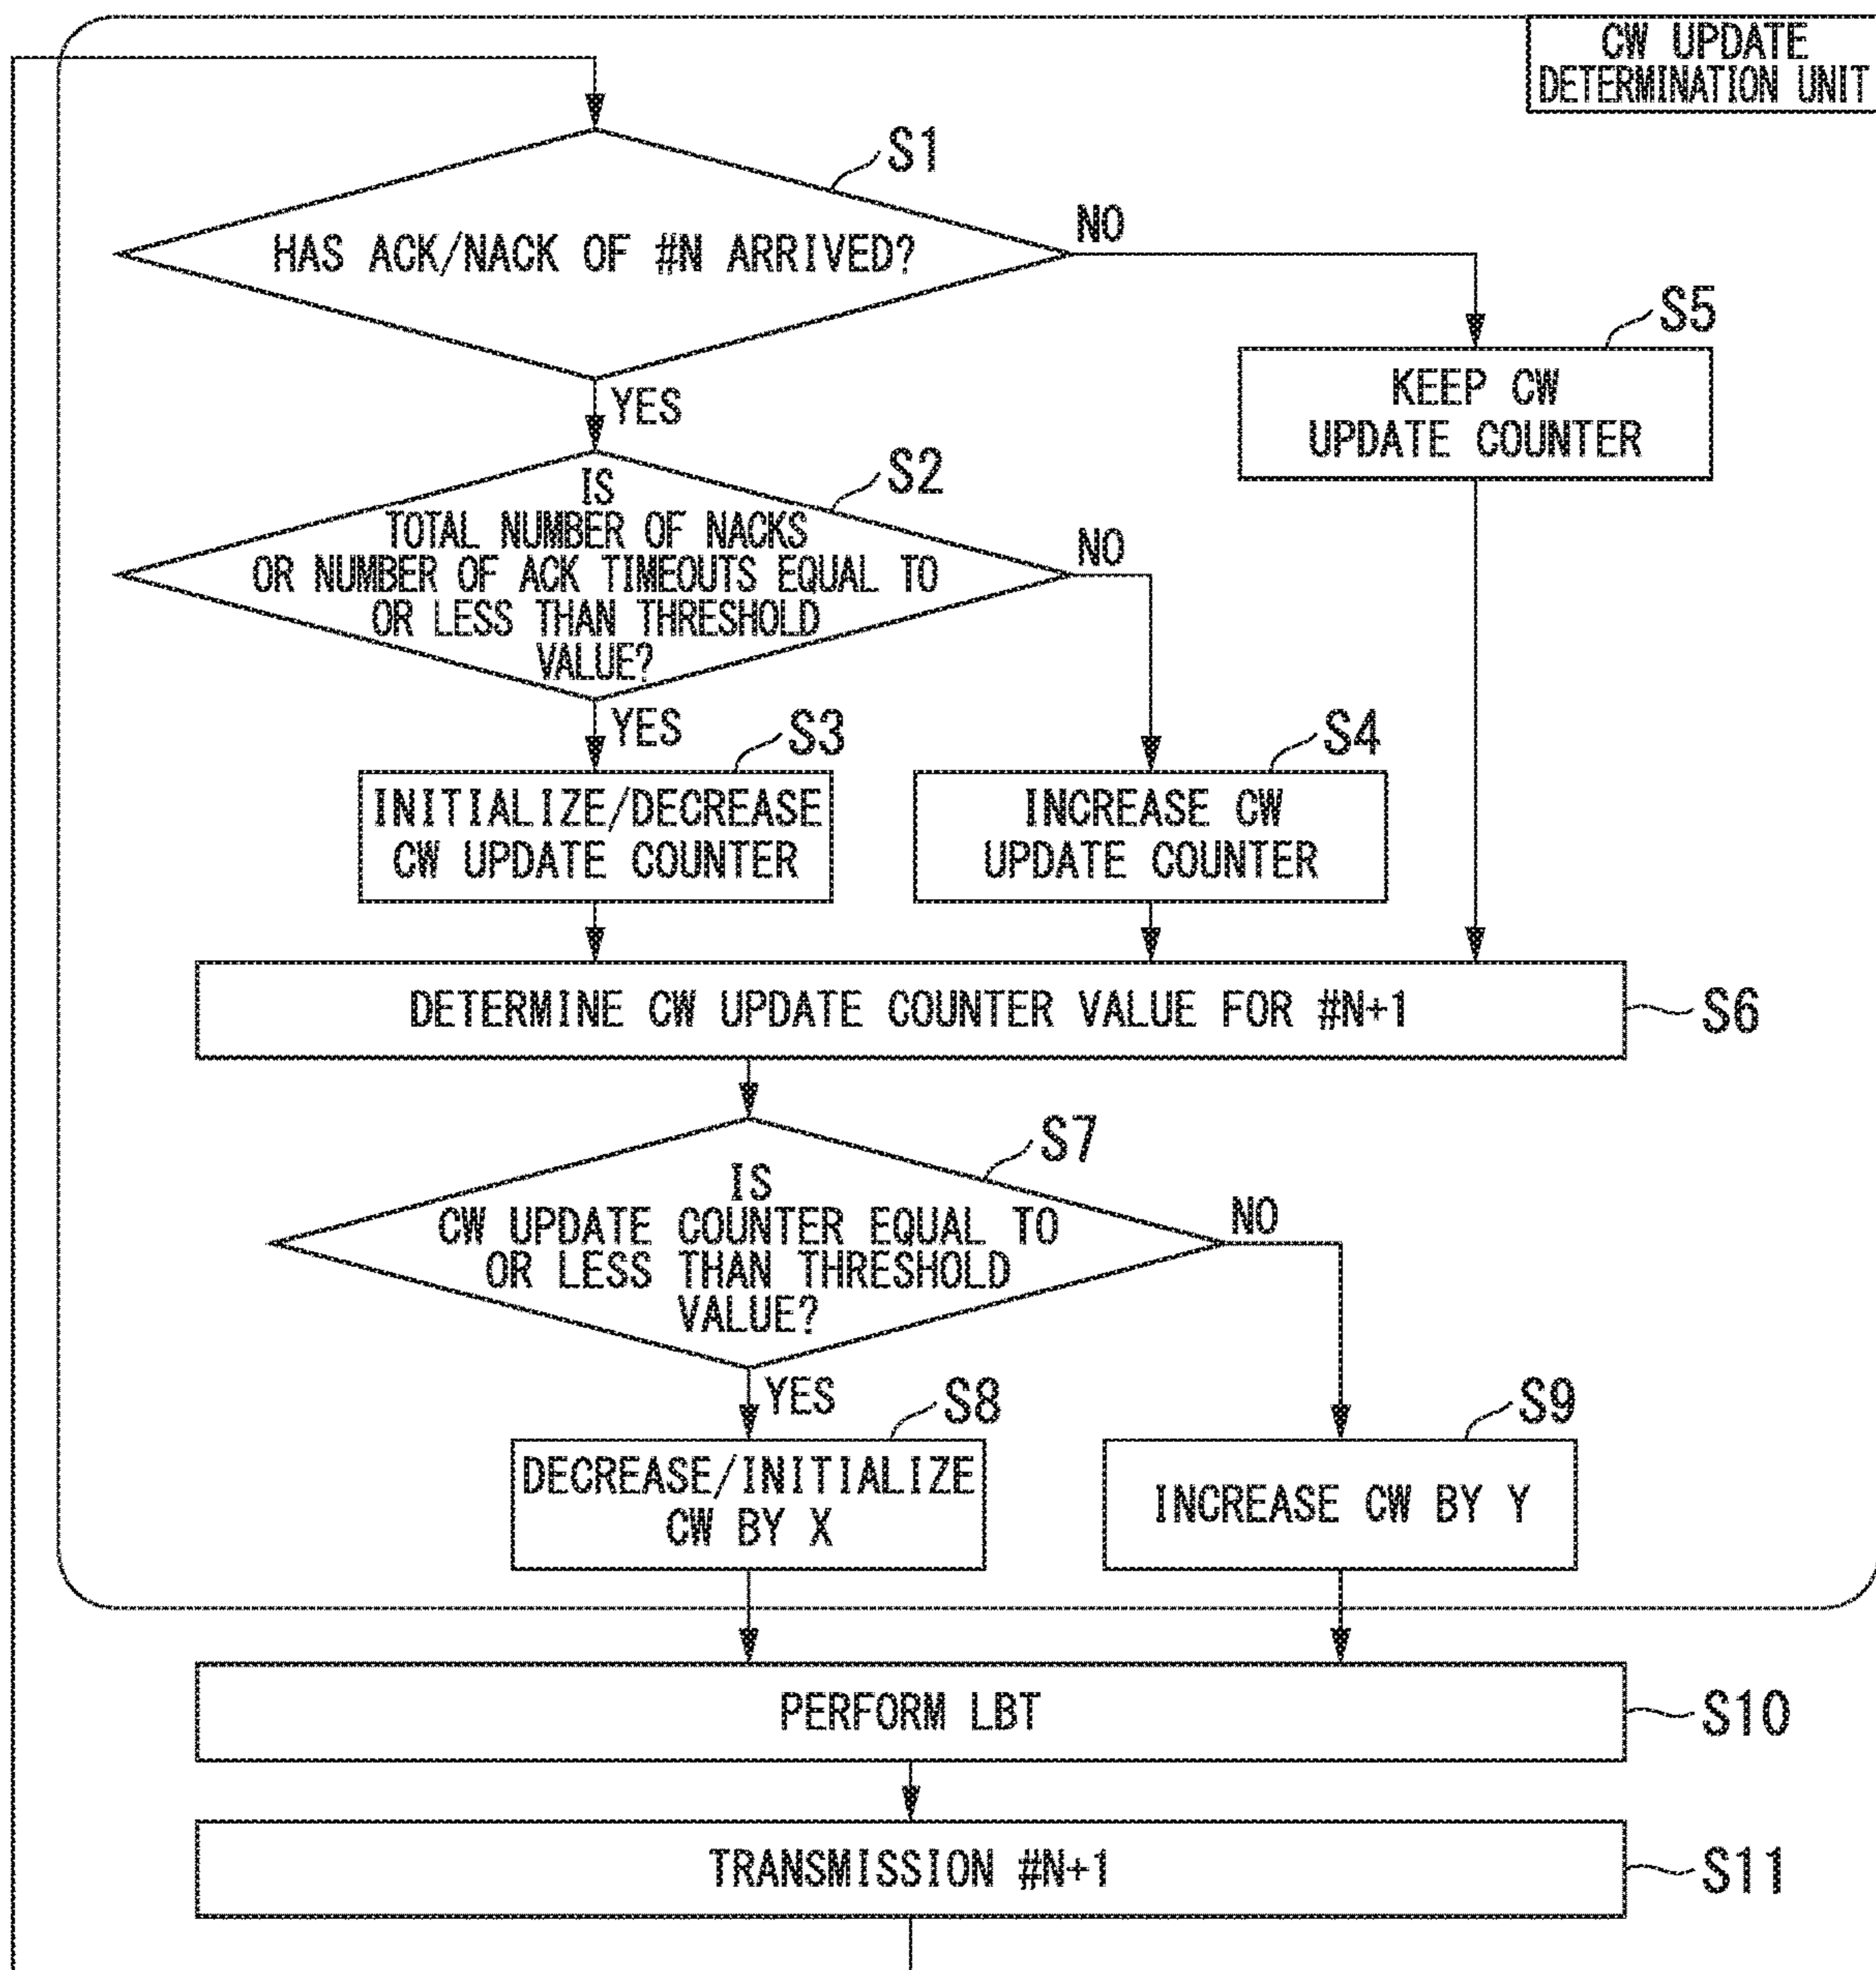 CW UPDATE
DETERMINATION UNIT
S1
HAS ACK/NACK OF #N ARRIVED?
NO
S5
KEEP CW
UPDATE COUNTER
YES
S2
IS
TOTAL NUMBER OF NACKS
OR NUMBER OF ACK TIMEOUTS EQUAL TO
OR LESS THAN THRESHOLD
VALUE?
NO
YES
S3
INITIALIZE/DECREASE
CW UPDATE COUNTER
S4
INCREASE CW
UPDATE COUNTER
DETERMINE CW UPDATE COUNTER VALUE FOR #N+1
S6
S7
IS
CW UPDATE COUNTER EQUAL TO
OR LESS THAN THRESHOLD
VALUE?
NO
YES
S8
DECREASE/INITIALIZE
CW BY X
S9
INCREASE CW BY Y
PERFORM LBT
S10
TRANSMISSION #N+1
S11